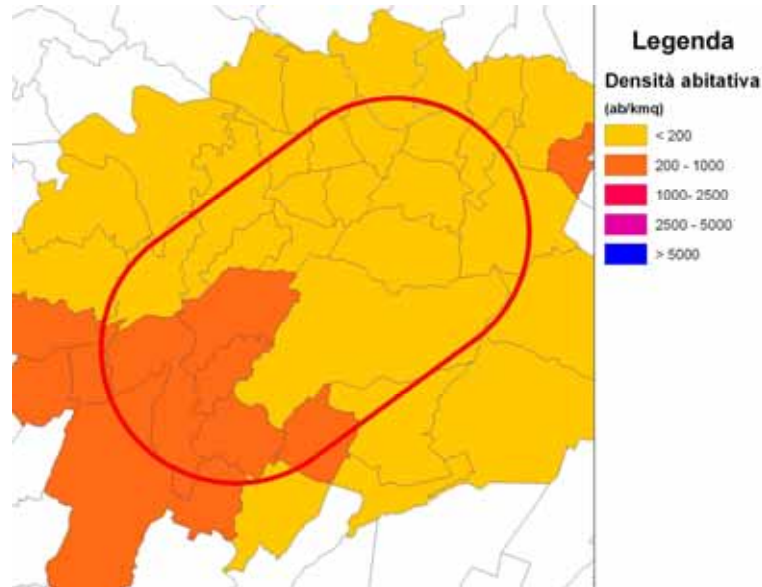 Legenda
Densità abitativa
(ab/kmq)
< 200
200 - 1000
1000- 2500
2500 - 5000
> 5000